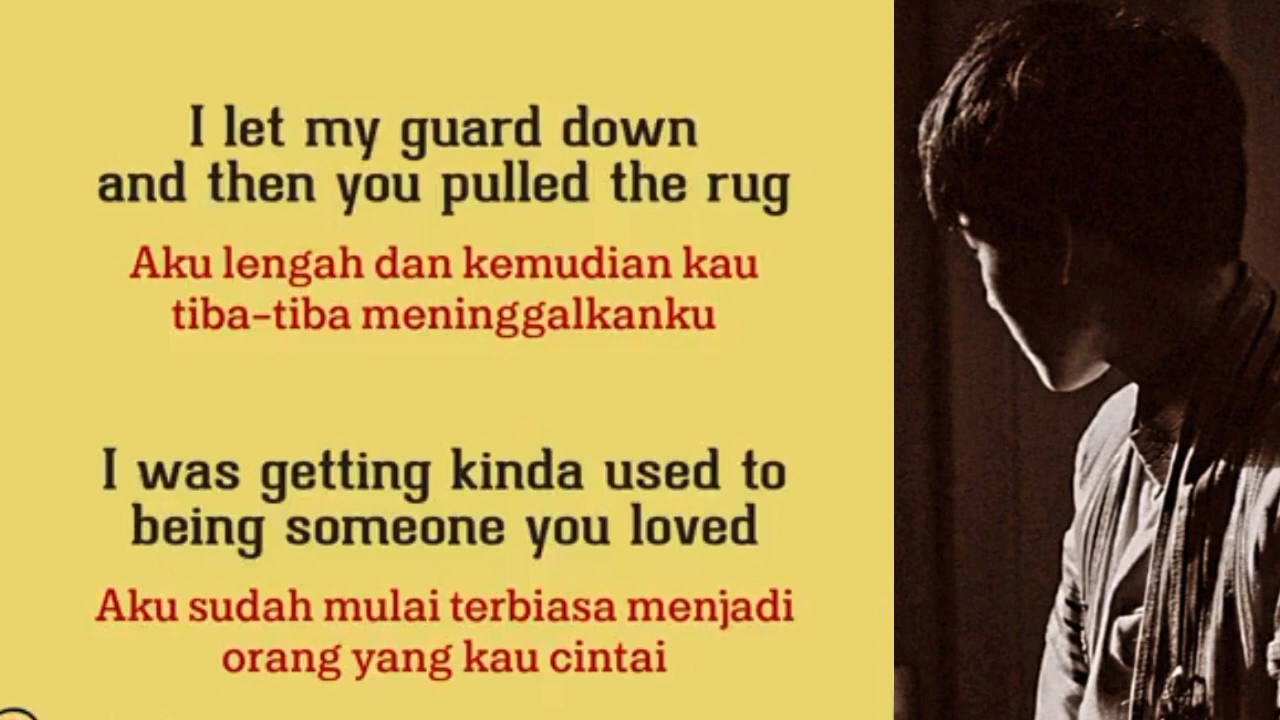 I let my guard down
and then you pulled the rug
Aku lengah dan kemudian kau
tiba-tiba meninggalkanku
I was getting kinda used to
being someone you loved
Aku sudah mulai terbiasa menjadi
orang yang kau cintai